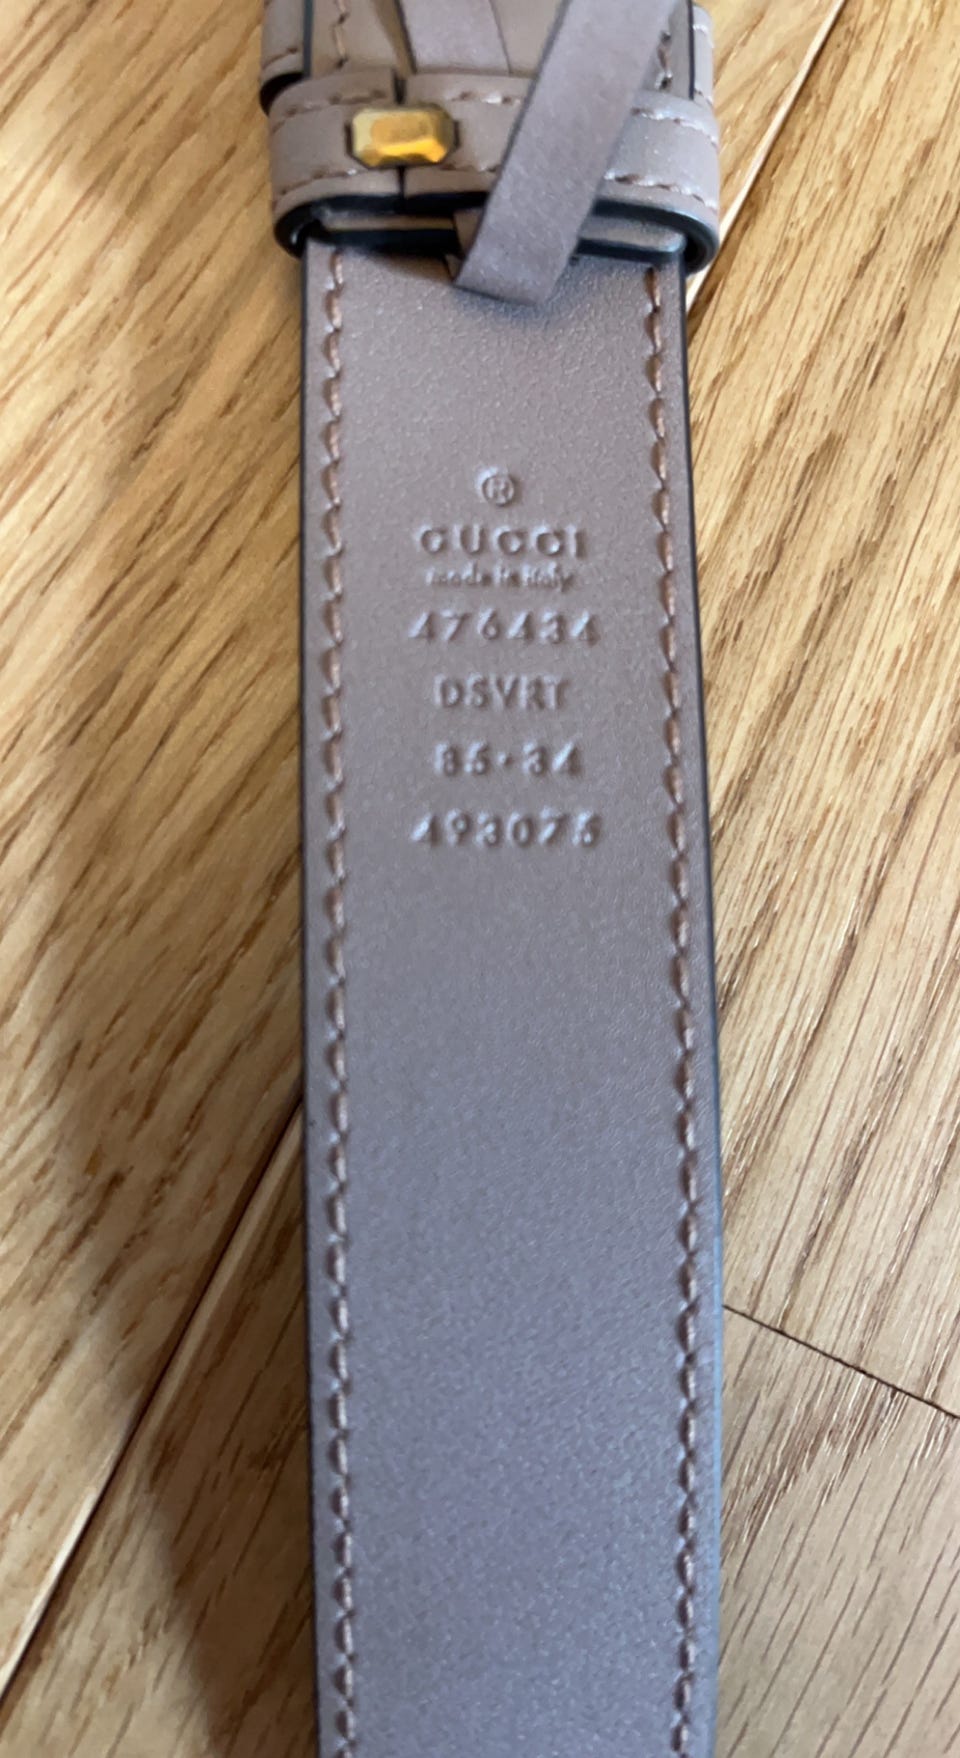 ®
GUCCI
made in italy
476434
DSVRT
85·34
493075